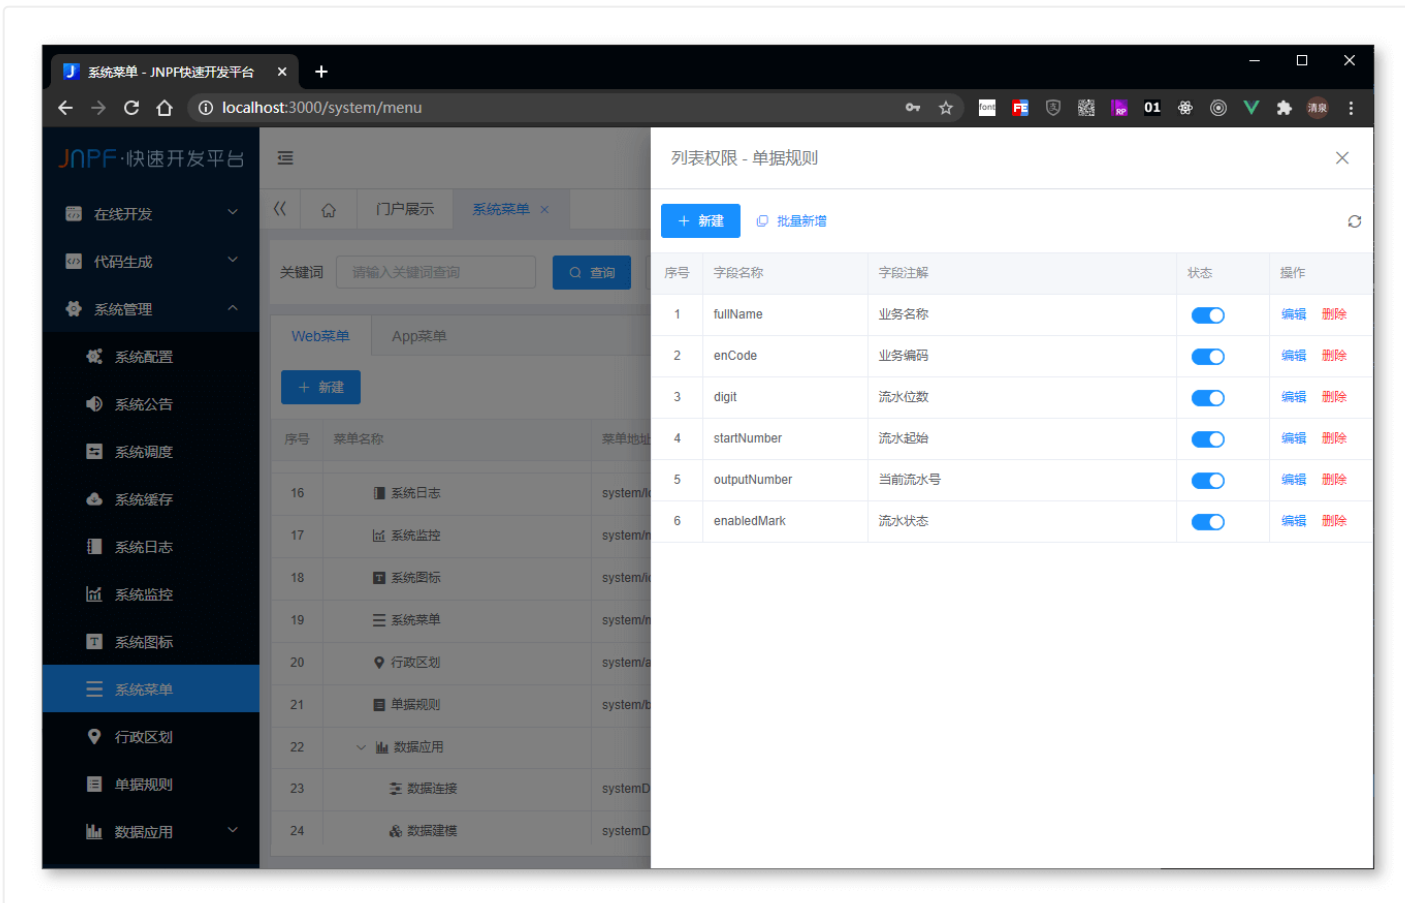 系统菜单 - JNPF快速开发平台
localhost:3000/system/menu
font
FE
RP
01
清泉
JNPF·快速开发平台
在线开发
代码生成
系统管理
系统配置
系统公告
系统调度
系统缓存
系统日志
系统监控
系统图标
系统菜单
行政区划
单据规则
数据应用
门户展示
系统菜单
关键词
请输入关键词查询
查询
Web菜单
App菜单
新建
序号 菜单名称 菜单地址
16 系统日志
17 系统监控
18 系统图标
19 系统菜单
20 行政区划
21 单据规则
22 数据应用
23 数据连接 systemD
24 数据建模 systemD
列表权限 - 单据规则
新建
批量新增
序号 字段名称 字段注解 状态 操作
1 fullName 业务名称 编辑 删除
2 enCode 业务编码 编辑 删除
3 digit 流水位数 编辑 删除
4 startNumber 流水起始 编辑 删除
5 outputNumber 当前流水号 编辑 删除
6 enabledMark 流水状态 编辑 删除